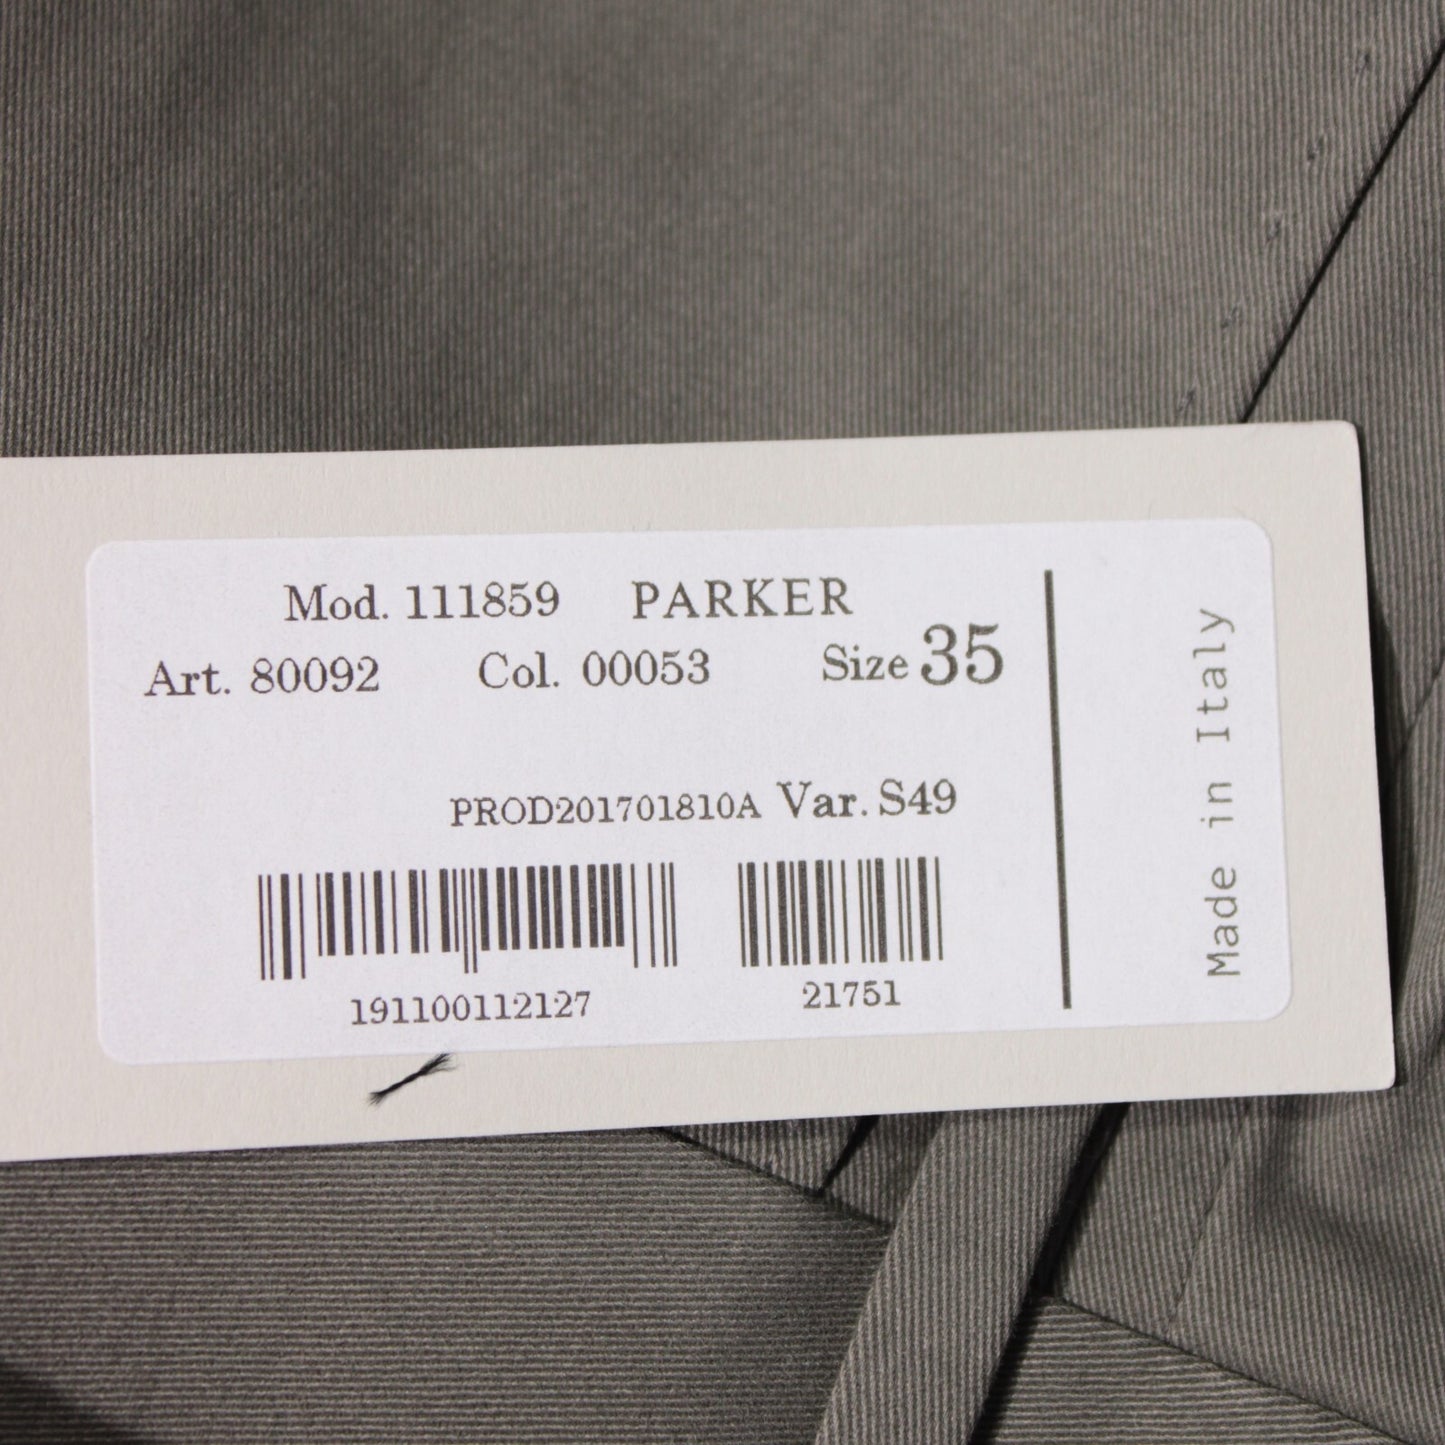 Mod. 111859 PARKER
Art. 80092 Col. 00053 Size 35
PROD201701810A Var. S49
191100112127 21751
Made in Italy